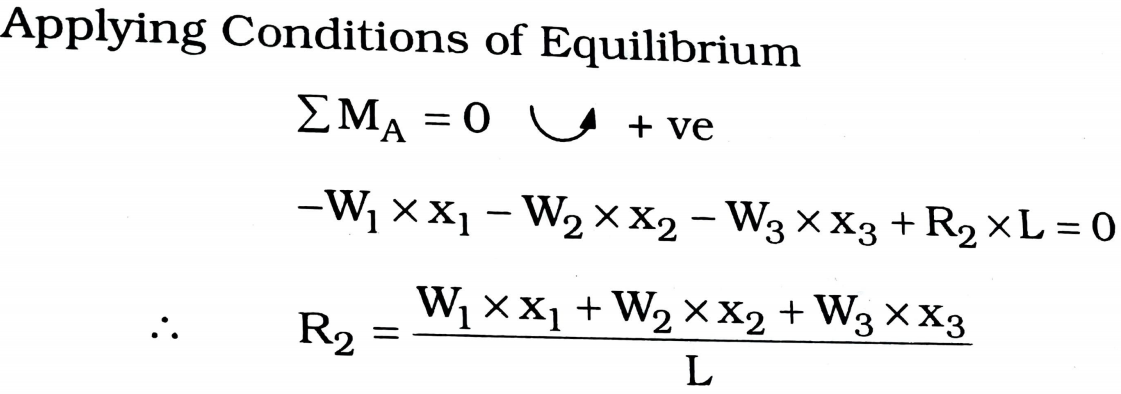 Applying Conditions of Equilibrium
∑M_A = 0 ⤻ + ve
−W₁ × x₁ − W₂ × x₂ − W₃ × x₃ + R₂ × L = 0
∴ R₂ = (W₁ × x₁ + W₂ × x₂ + W₃ × x₃) / L